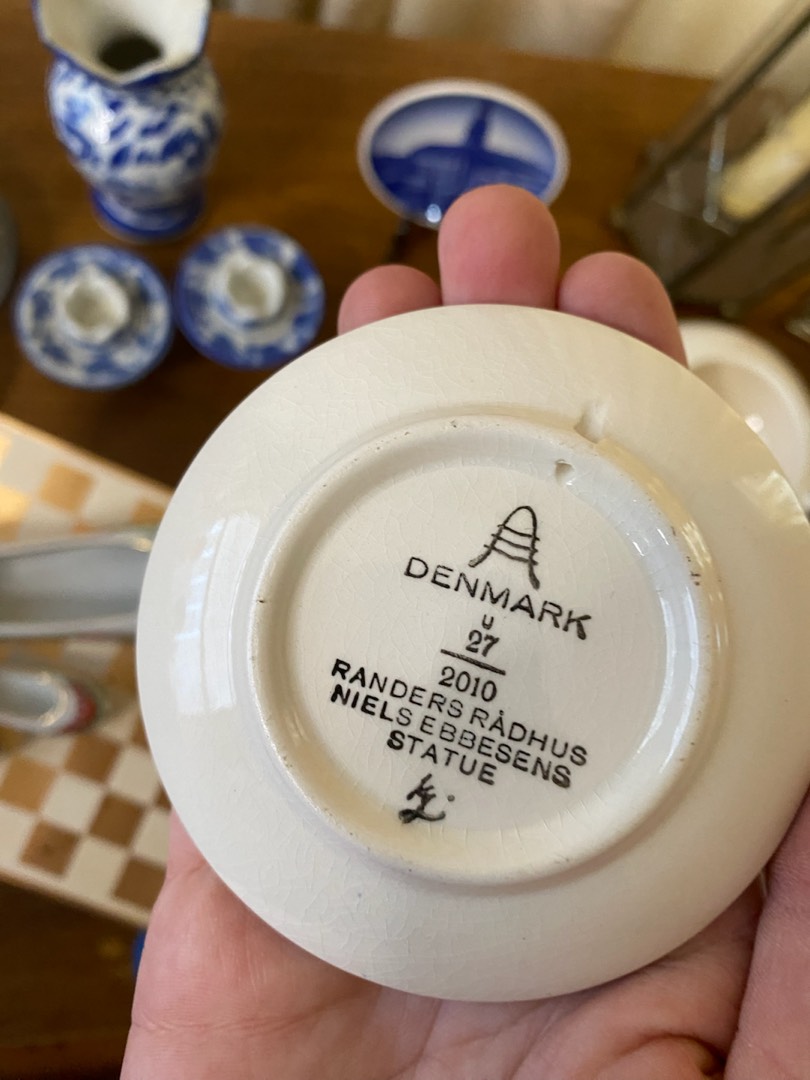 DENMARK
U
27
2010
RANDERS RÅDHUS
NIELS EBBESENS
STATUE